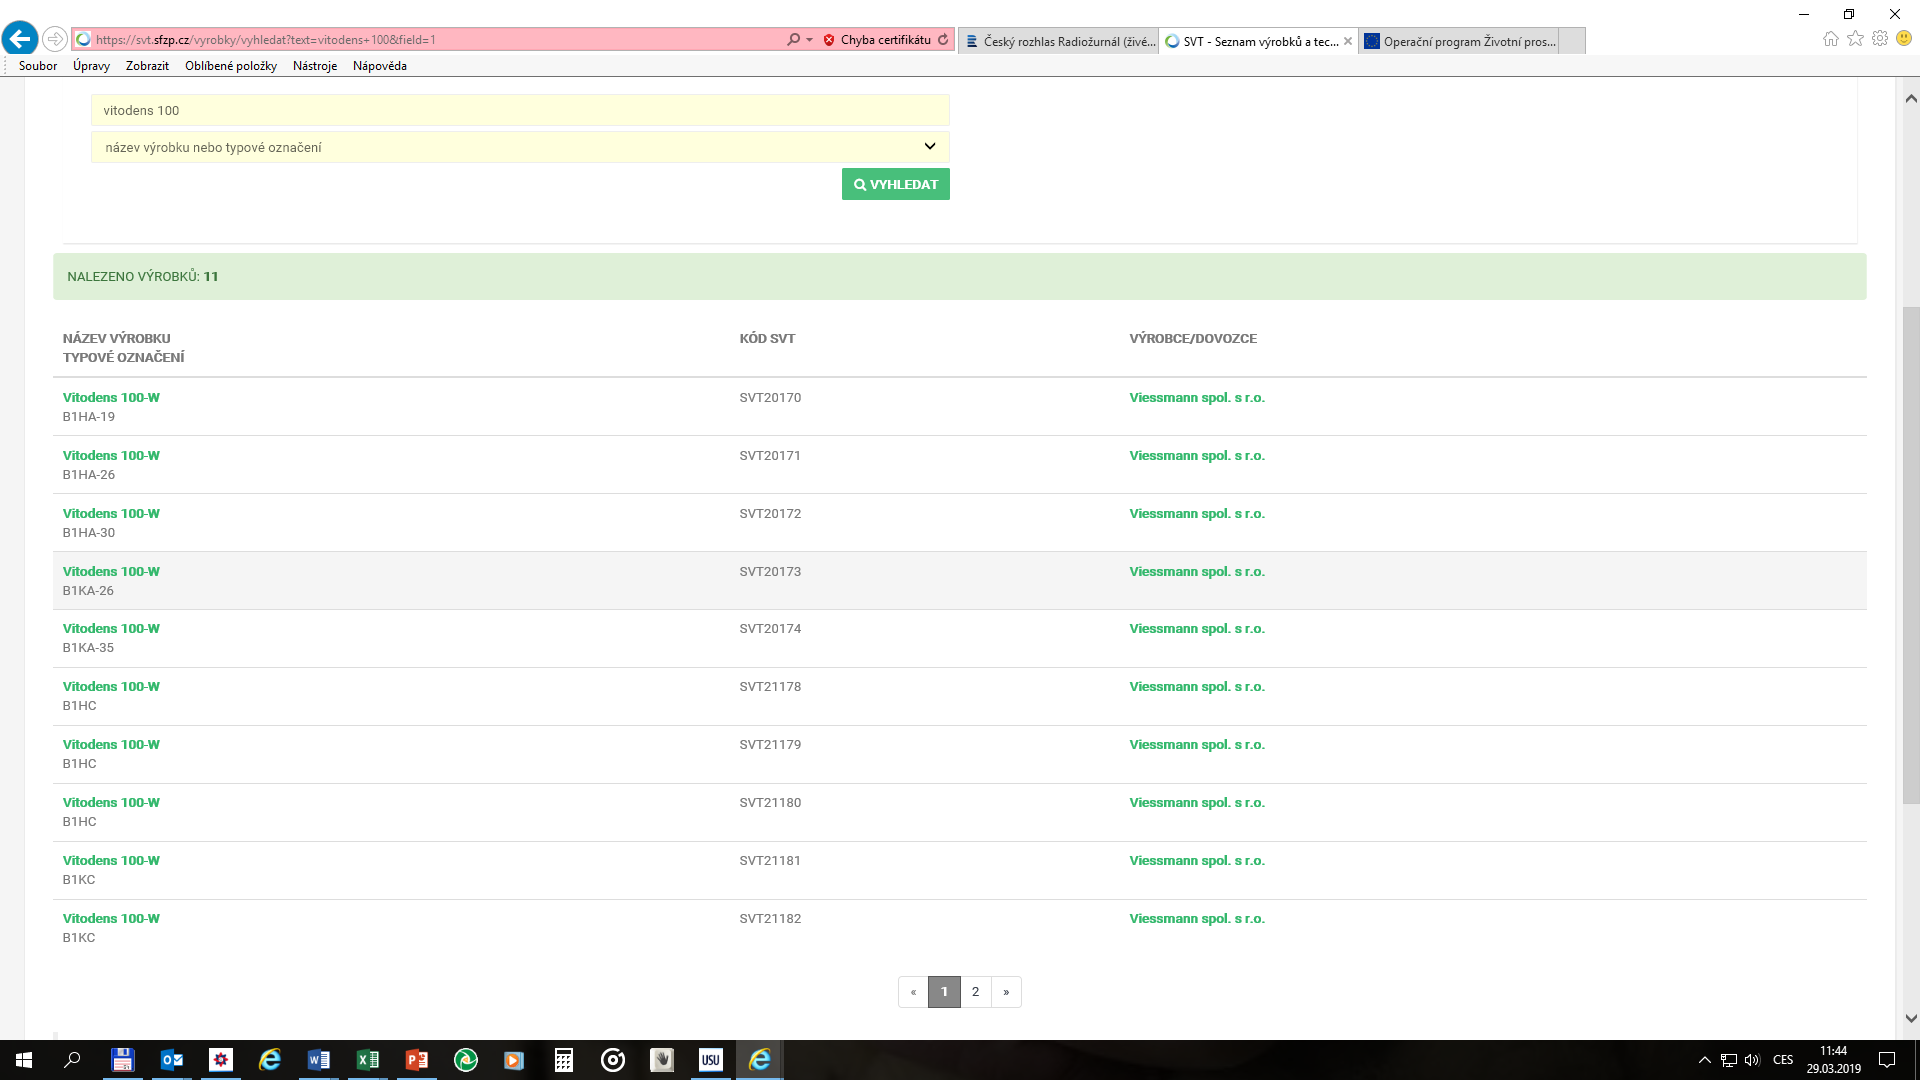 https://svt.sfzp.cz/vyrobky/vyhledat?text=vitodens+100&field=1
Chyba certifikátu
Český rozhlas Radiožurnál (živé...
SVT - Seznam výrobků a tec...
Operační program Životní pros...
Soubor Úpravy Zobrazit Oblíbené položky Nástroje Nápověda
vitodens 100
název výrobku nebo typové označení
VYHLEDAT
NALEZENO VÝROBKŮ: 11
NÁZEV VÝROBKU
TYPOVÉ OZNAČENÍ
KÓD SVT
VÝROBCE/DOVOZCE
Vitodens 100-W SVT20170 Viessmann spol. s r.o.
B1HA-19
Vitodens 100-W SVT20171 Viessmann spol. s r.o.
B1HA-26
Vitodens 100-W SVT20172 Viessmann spol. s r.o.
B1HA-30
Vitodens 100-W SVT20173 Viessmann spol. s r.o.
B1KA-26
Vitodens 100-W SVT20174 Viessmann spol. s r.o.
B1KA-35
Vitodens 100-W SVT21178 Viessmann spol. s r.o.
B1HC
Vitodens 100-W SVT21179 Viessmann spol. s r.o.
B1HC
Vitodens 100-W SVT21180 Viessmann spol. s r.o.
B1HC
Vitodens 100-W SVT21181 Viessmann spol. s r.o.
B1KC
Vitodens 100-W SVT21182 Viessmann spol. s r.o.
B1KC
« 1 2 »
USU
CES
11:44
29.03.2019